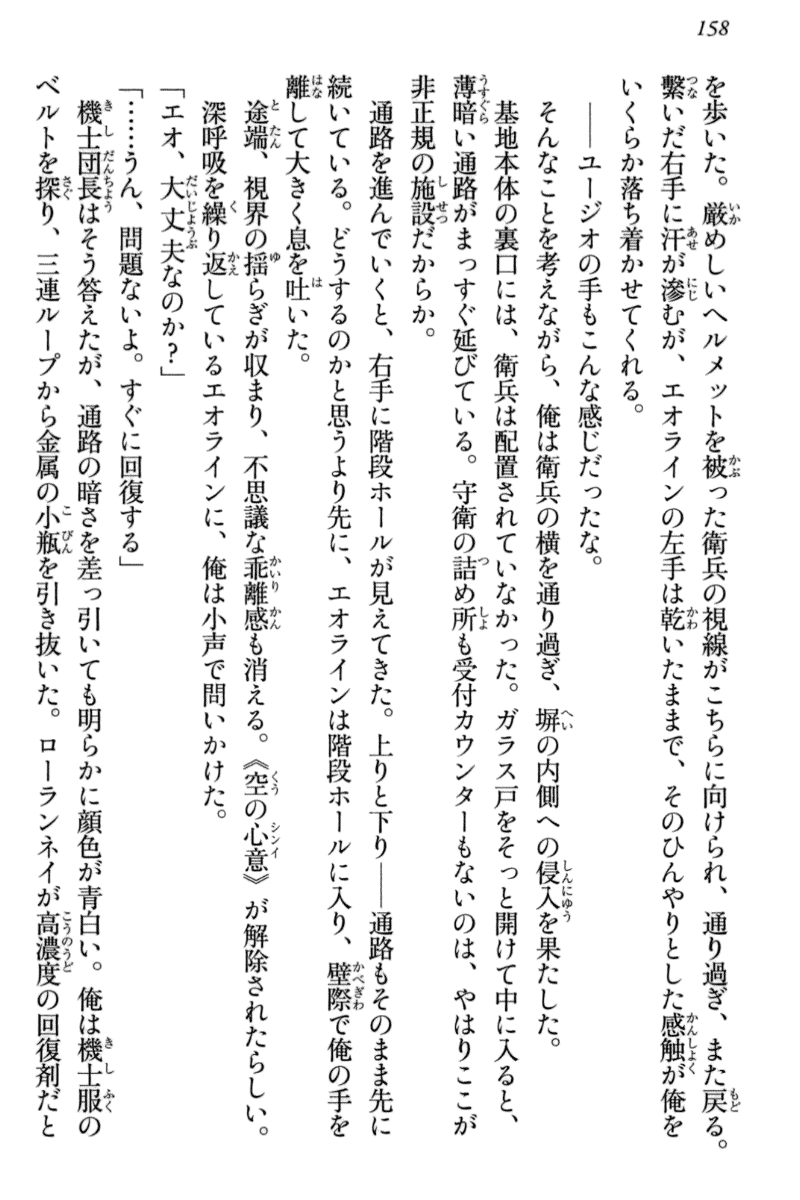 158
を歩いた。厳めしいヘルメットを被った衛兵の視線がこちらに向けられ、通り過ぎ、また戻る。
繋いだ右手に汗が滲むが、エオラインの左手は乾いたままで、そのひんやりとした感触が俺を
いくらか落ち着かせてくれる。
――ユージオの手もこんな感じだったな。
そんなことを考えながら、俺は衛兵の横を通り過ぎ、塀の内側への侵入を果たした。
基地本体の裏口には、衛兵は配置されていなかった。ガラス戸をそっと開けて中に入ると、
薄暗い通路がまっすぐ延びている。守衛の詰め所も受付カウンターもないのは、やはりここが
非正規の施設だからか。
通路を進んでいくと、右手に階段ホールが見えてきた。上りと下り――通路もそのまま先に
続いている。どうするのかと思うより先に、エオラインは階段ホールに入り、壁際で俺の手を
離して大きく息を吐いた。
途端、視界の揺らぎが収まり、不思議な乖離感も消える。《空の心意》が解除されたらしい。
深呼吸を繰り返しているエオラインに、俺は小声で問いかけた。
「エオ、大丈夫なのか？」
「……うん、問題ないよ。すぐに回復する」
機士団長はそう答えたが、通路の暗さを差っ引いても明らかに顔色が青白い。俺は機士服の
ベルトを探り、三連ループから金属の小瓶を引き抜いた。ローランネイが高濃度の回復剤だと